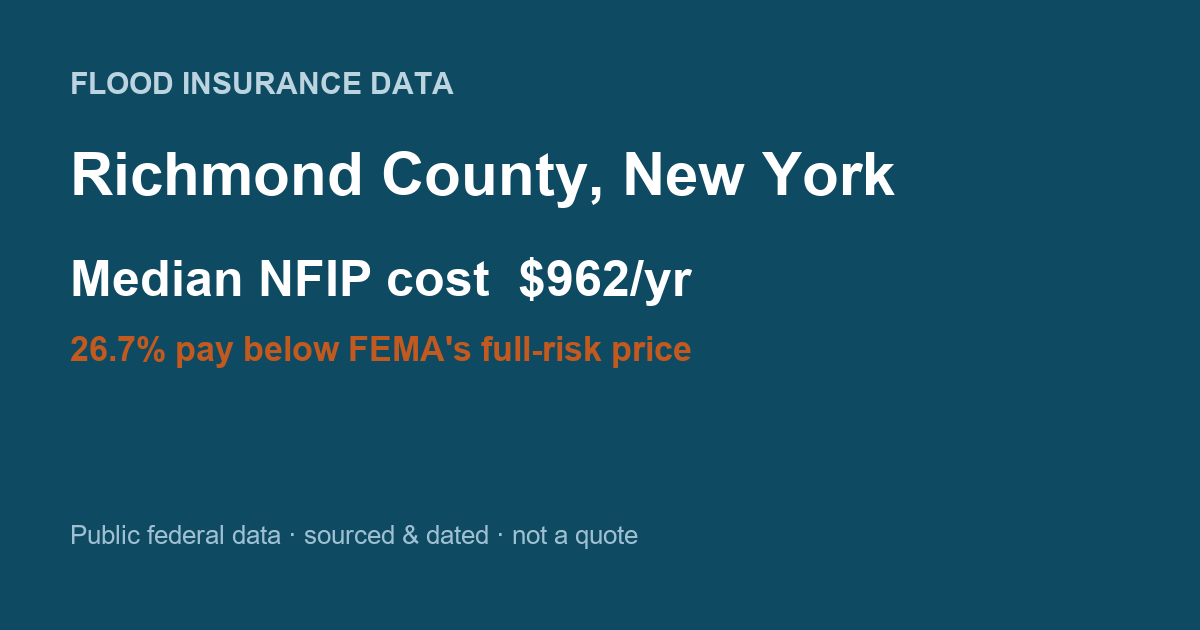 FLOOD INSURANCE DATA
Richmond County, New York
Median NFIP cost  $962/yr
26.7% pay below FEMA's full-risk price
Public federal data · sourced & dated · not a quote